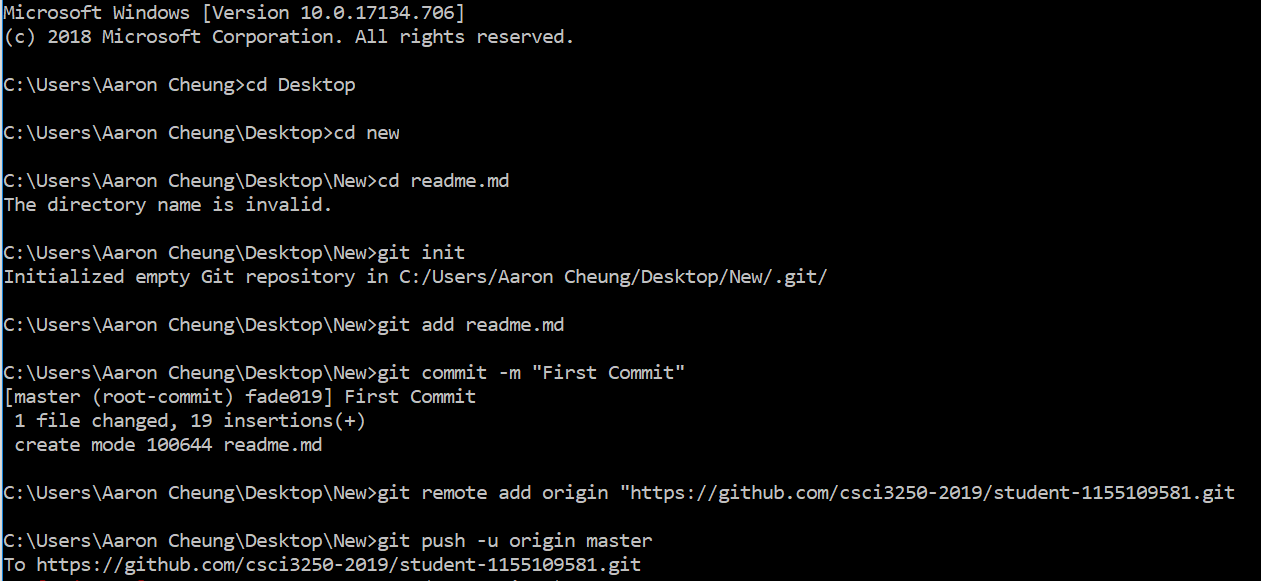 Microsoft Windows [Version 10.0.17134.706]
(c) 2018 Microsoft Corporation. All rights reserved.
C:\Users\Aaron Cheung>cd Desktop
C:\Users\Aaron Cheung\Desktop>cd new
C:\Users\Aaron Cheung\Desktop\New>cd readme.md
The directory name is invalid.
C:\Users\Aaron Cheung\Desktop\New>git init
Initialized empty Git repository in C:/Users/Aaron Cheung/Desktop/New/.git/
C:\Users\Aaron Cheung\Desktop\New>git add readme.md
C:\Users\Aaron Cheung\Desktop\New>git commit -m "First Commit"
[master (root-commit) fade019] First Commit
 1 file changed, 19 insertions(+)
 create mode 100644 readme.md
C:\Users\Aaron Cheung\Desktop\New>git remote add origin "https://github.com/csci3250-2019/student-1155109581.git
C:\Users\Aaron Cheung\Desktop\New>git push -u origin master
To https://github.com/csci3250-2019/student-1155109581.git